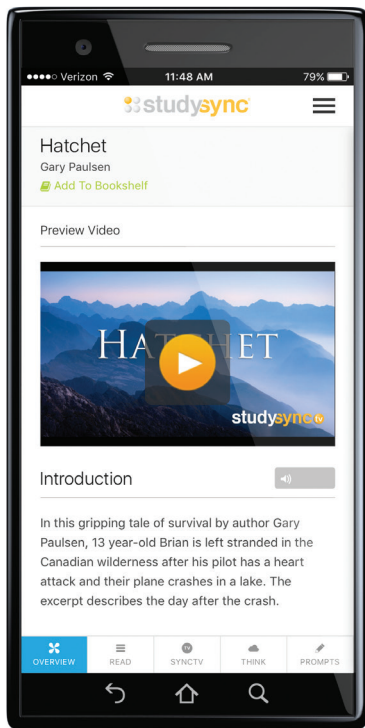 Verizon 11:48 AM 79%
studysync
Hatchet
Gary Paulsen
Add To Bookshelf
Preview Video
HATCHET
studysync tv
Introduction
In this gripping tale of survival by author Gary
Paulsen, 13 year-old Brian is left stranded in the
Canadian wilderness after his pilot has a heart
attack and their plane crashes in a lake. The
excerpt describes the day after the crash.
OVERVIEW READ SYNCTV THINK PROMPTS